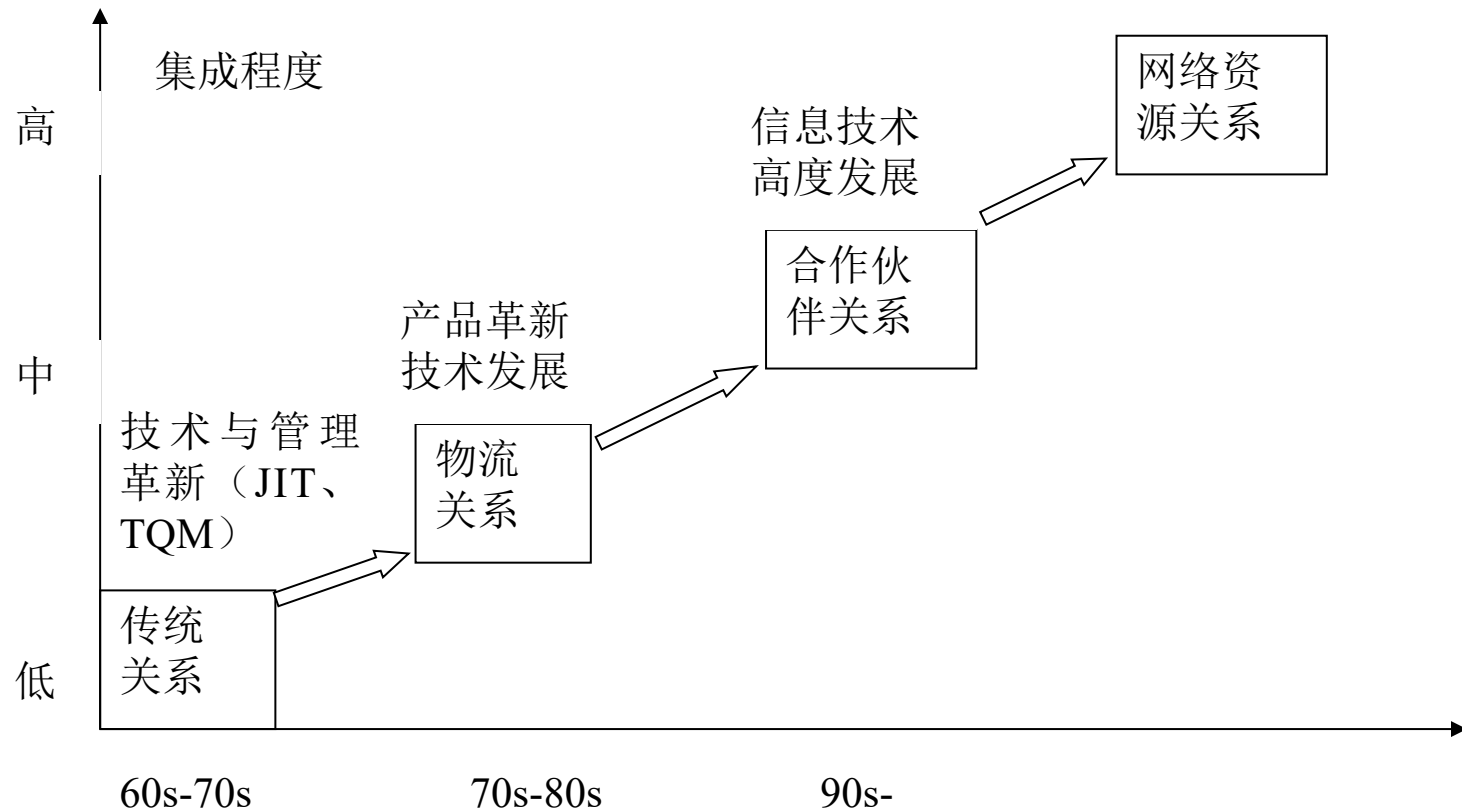 集成程度
高
网络资
源关系
信息技术
高度发展
合作伙
伴关系
产品革新
技术发展
中
技术与管理
革新（JIT、
TQM）
物流
关系
传统
关系
低
60s-70s
70s-80s
90s-